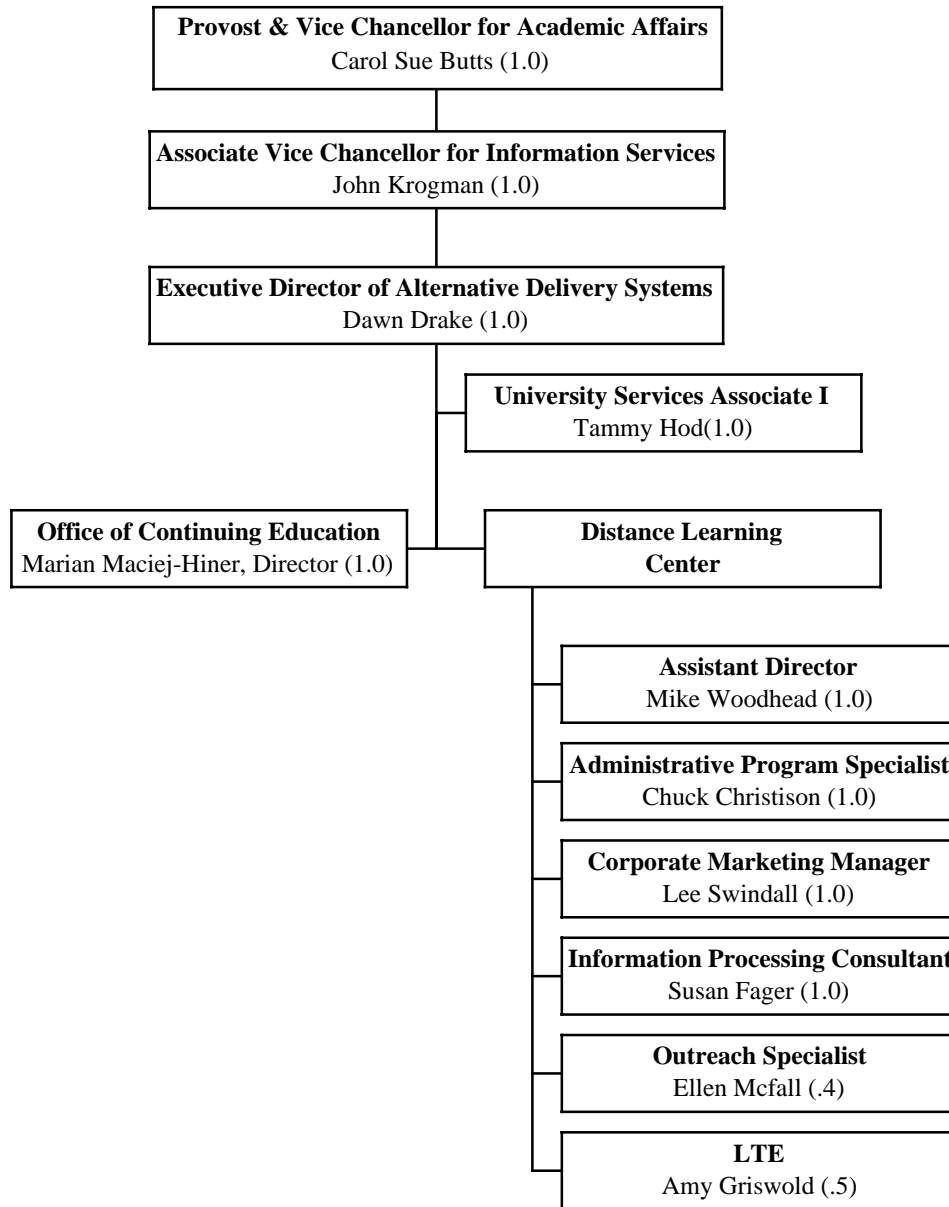 Provost & Vice Chancellor for Academic Affairs
Carol Sue Butts (1.0)
Associate Vice Chancellor for Information Services
John Krogman (1.0)
Executive Director of Alternative Delivery Systems
Dawn Drake (1.0)
University Services Associate I
Tammy Hod(1.0)
Office of Continuing Education
Marian Maciej-Hiner, Director (1.0)
Distance Learning
Center
Assistant Director
Mike Woodhead (1.0)
Administrative Program Specialist
Chuck Christison (1.0)
Corporate Marketing Manager
Lee Swindall (1.0)
Information Processing Consultant
Susan Fager (1.0)
Outreach Specialist
Ellen Mcfall (.4)
LTE
Amy Griswold (.5)